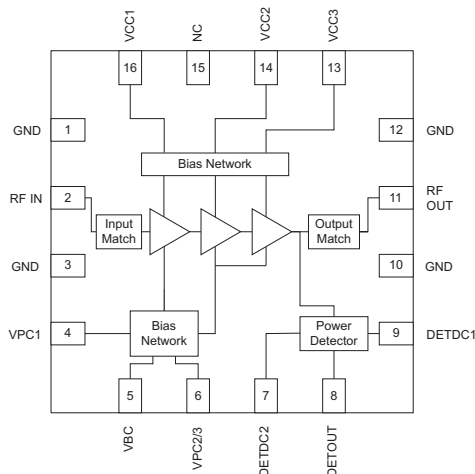 VCC1
NC
VCC2
VCC3
16
15
14
13
GND
1
12
GND
Bias Network
RF IN
2
11
RF
OUT
Input
Match
Output
Match
GND
3
10
GND
VPC1
4
Bias
Network
Power
Detector
9
DETDC1
5
6
7
8
VBC
VPC2/3
DETDC2
DETOUT